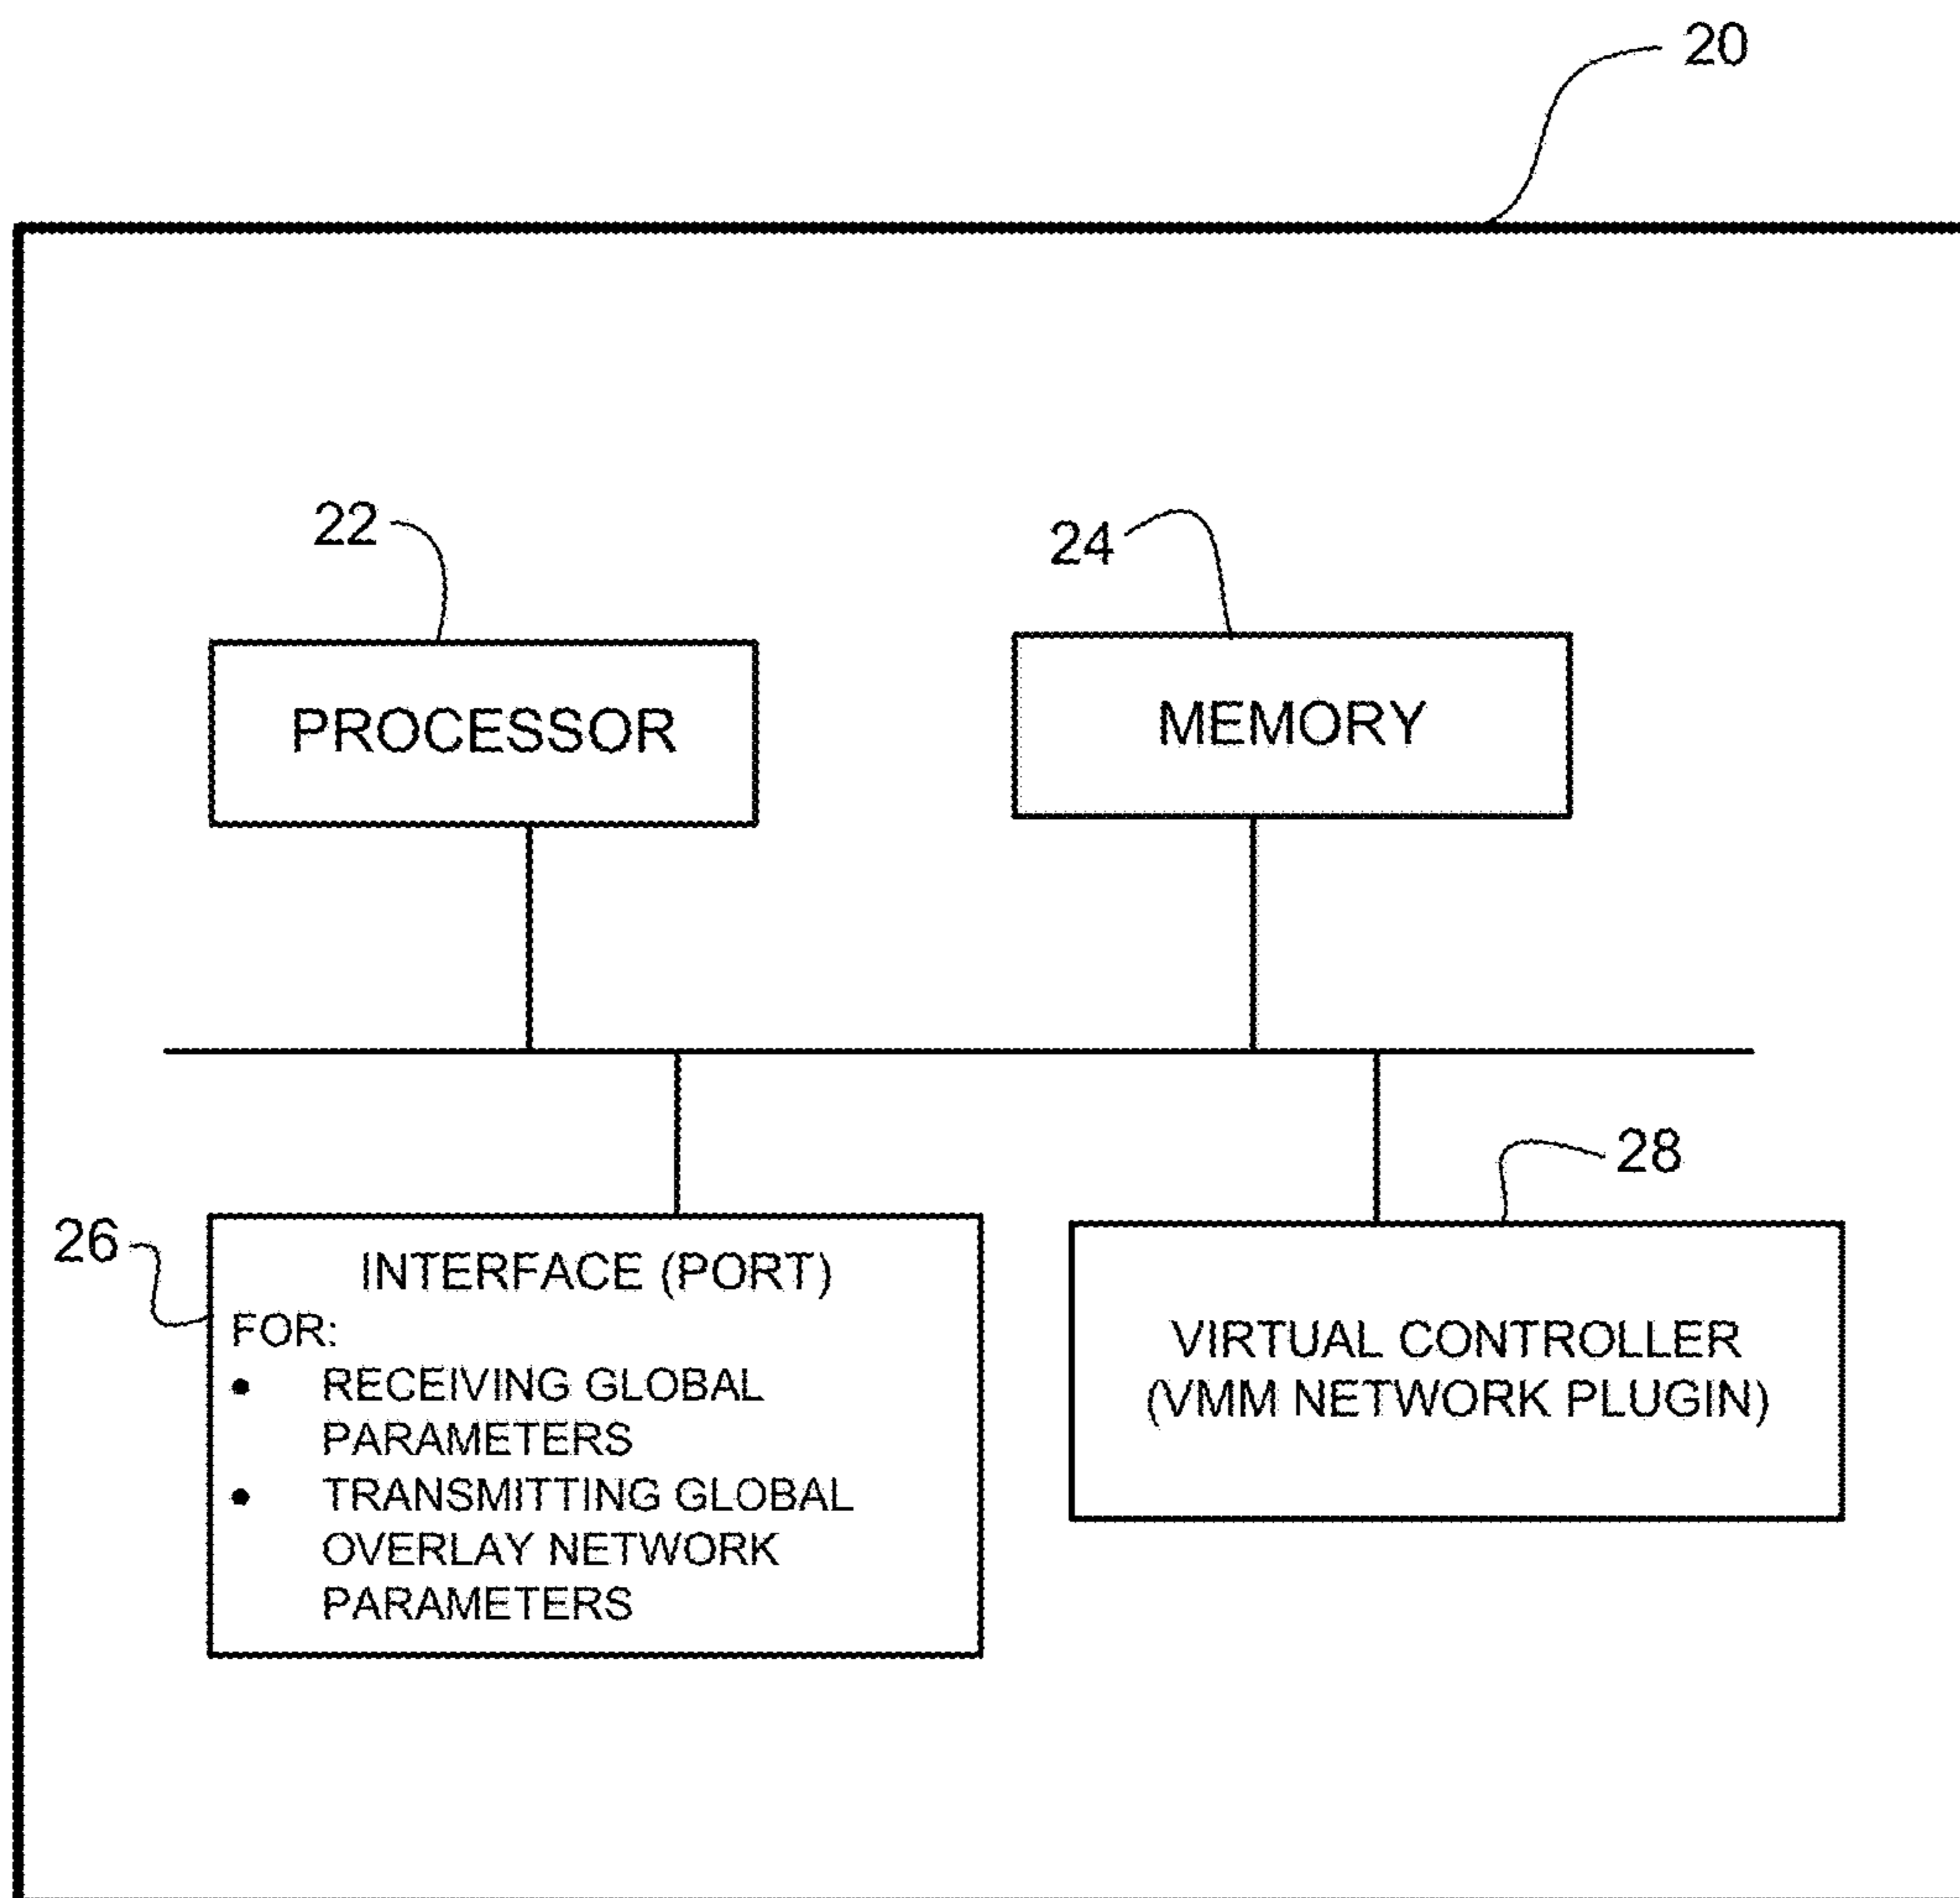 20
22
24
PROCESSOR
MEMORY
28
26
INTERFACE (PORT)
FOR:
• RECEIVING GLOBAL
PARAMETERS
• TRANSMITTING GLOBAL
OVERLAY NETWORK
PARAMETERS
VIRTUAL CONTROLLER
(VMM NETWORK PLUGIN)